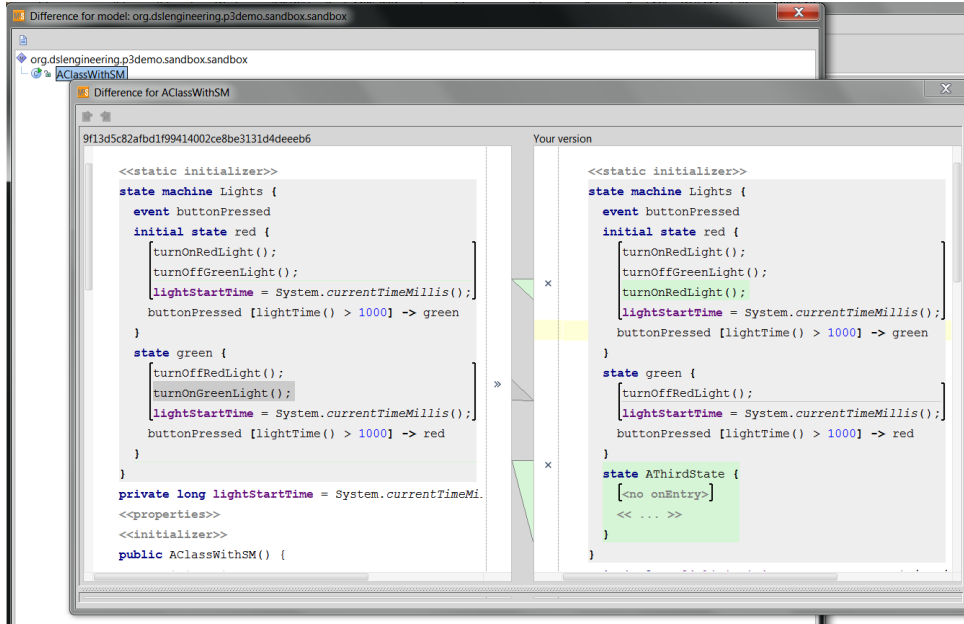 Difference for model: org.dslengineering.p3demo.sandbox.sandbox
org.dslengineering.p3demo.sandbox.sandbox
AClassWithSM
Difference for AClassWithSM
9f13d5c82afbd1f99414002ce8be3131d4deeeb6
<<static initializer>>
state machine Lights {
event buttonPressed
initial state red {
turnOnRedLight();
turnOffGreenLight();
lightStartTime = System.currentTimeMillis();
buttonPressed [lightTime() > 1000] -> green
}
state green {
turnOffRedLight();
turnOnGreenLight();
lightStartTime = System.currentTimeMillis();
buttonPressed [lightTime() > 1000] -> red
}
}
private long lightStartTime = System.currentTimeMi.
<<properties>>
<<initializer>>
public AClassWithSM() {
Your version
<<static initializer>>
state machine Lights {
event buttonPressed
initial state red {
turnOnRedLight();
turnOffGreenLight();
turnOnRedLight();
lightStartTime = System.currentTimeMillis();
buttonPressed [lightTime() > 1000] -> green
}
state green {
turnOffRedLight();
lightStartTime = System.currentTimeMillis();
buttonPressed [lightTime() > 1000] -> red
}
state AThirdState {
[<no onEntry>]
<< ... >>
}
}